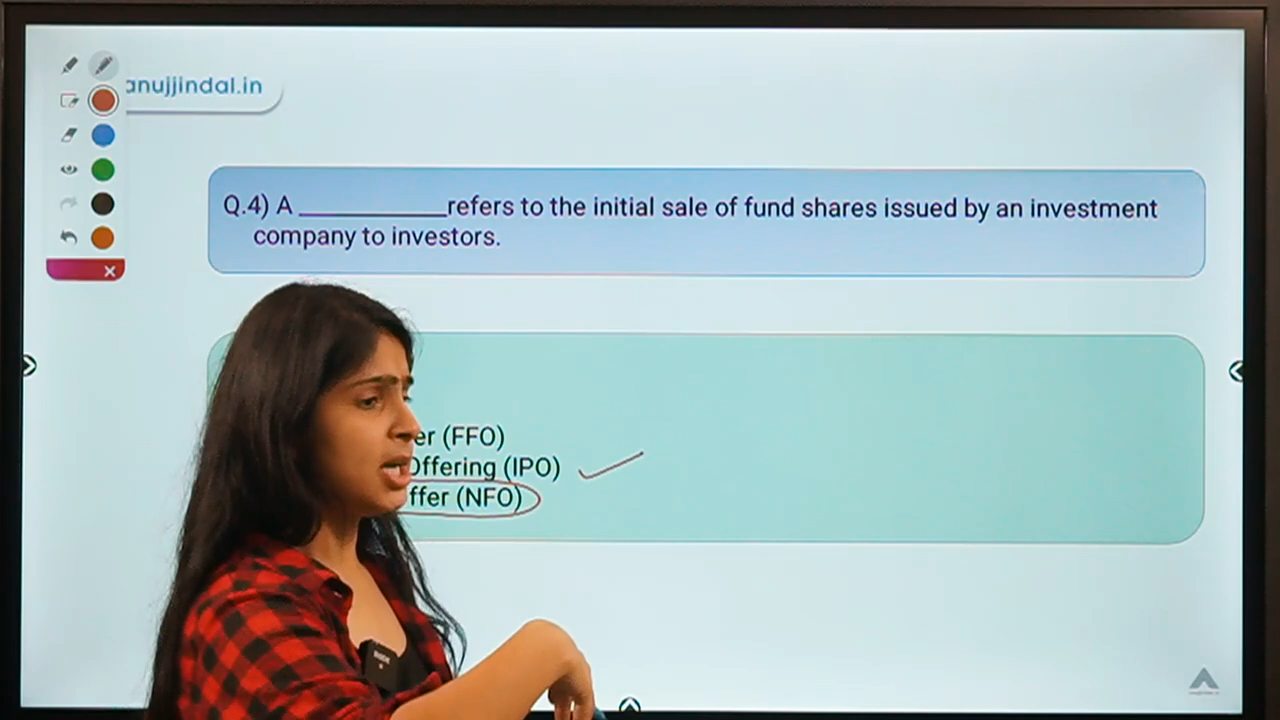 anujjindal.in
Q.4) A __________refers to the initial sale of fund shares issued by an investment
company to investors.
er (FFO)
Offering (IPO)
ffer (NFO)